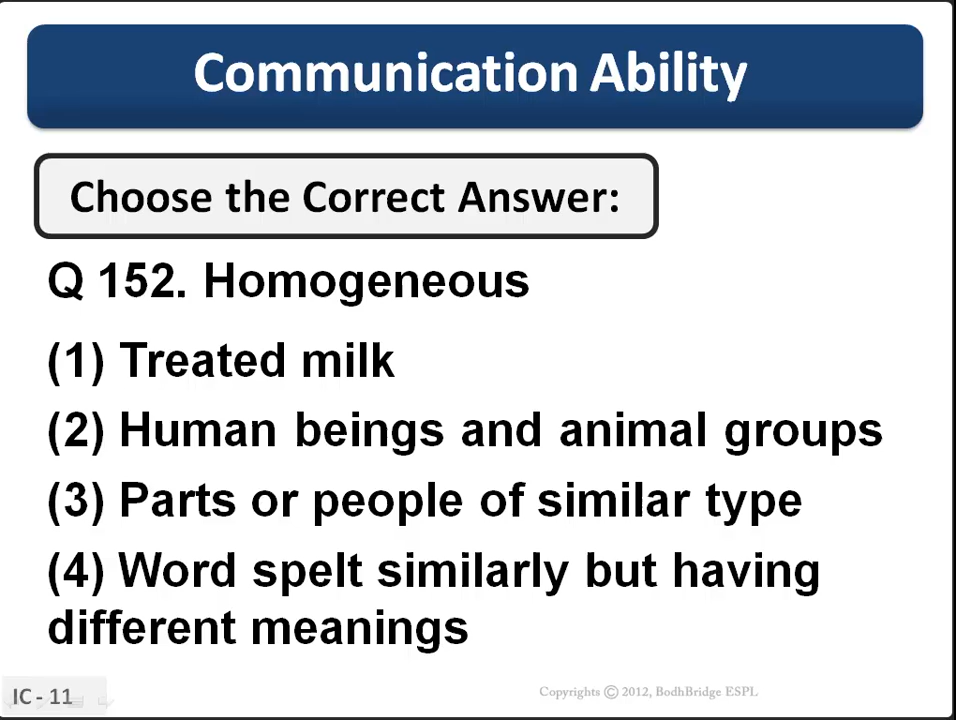 Communication Ability
Choose the Correct Answer:
Q 152. Homogeneous
(1) Treated milk
(2) Human beings and animal groups
(3) Parts or people of similar type
(4) Word spelt similarly but having
different meanings
IC - 11
Copyrights © 2012, BodhBridge ESPL